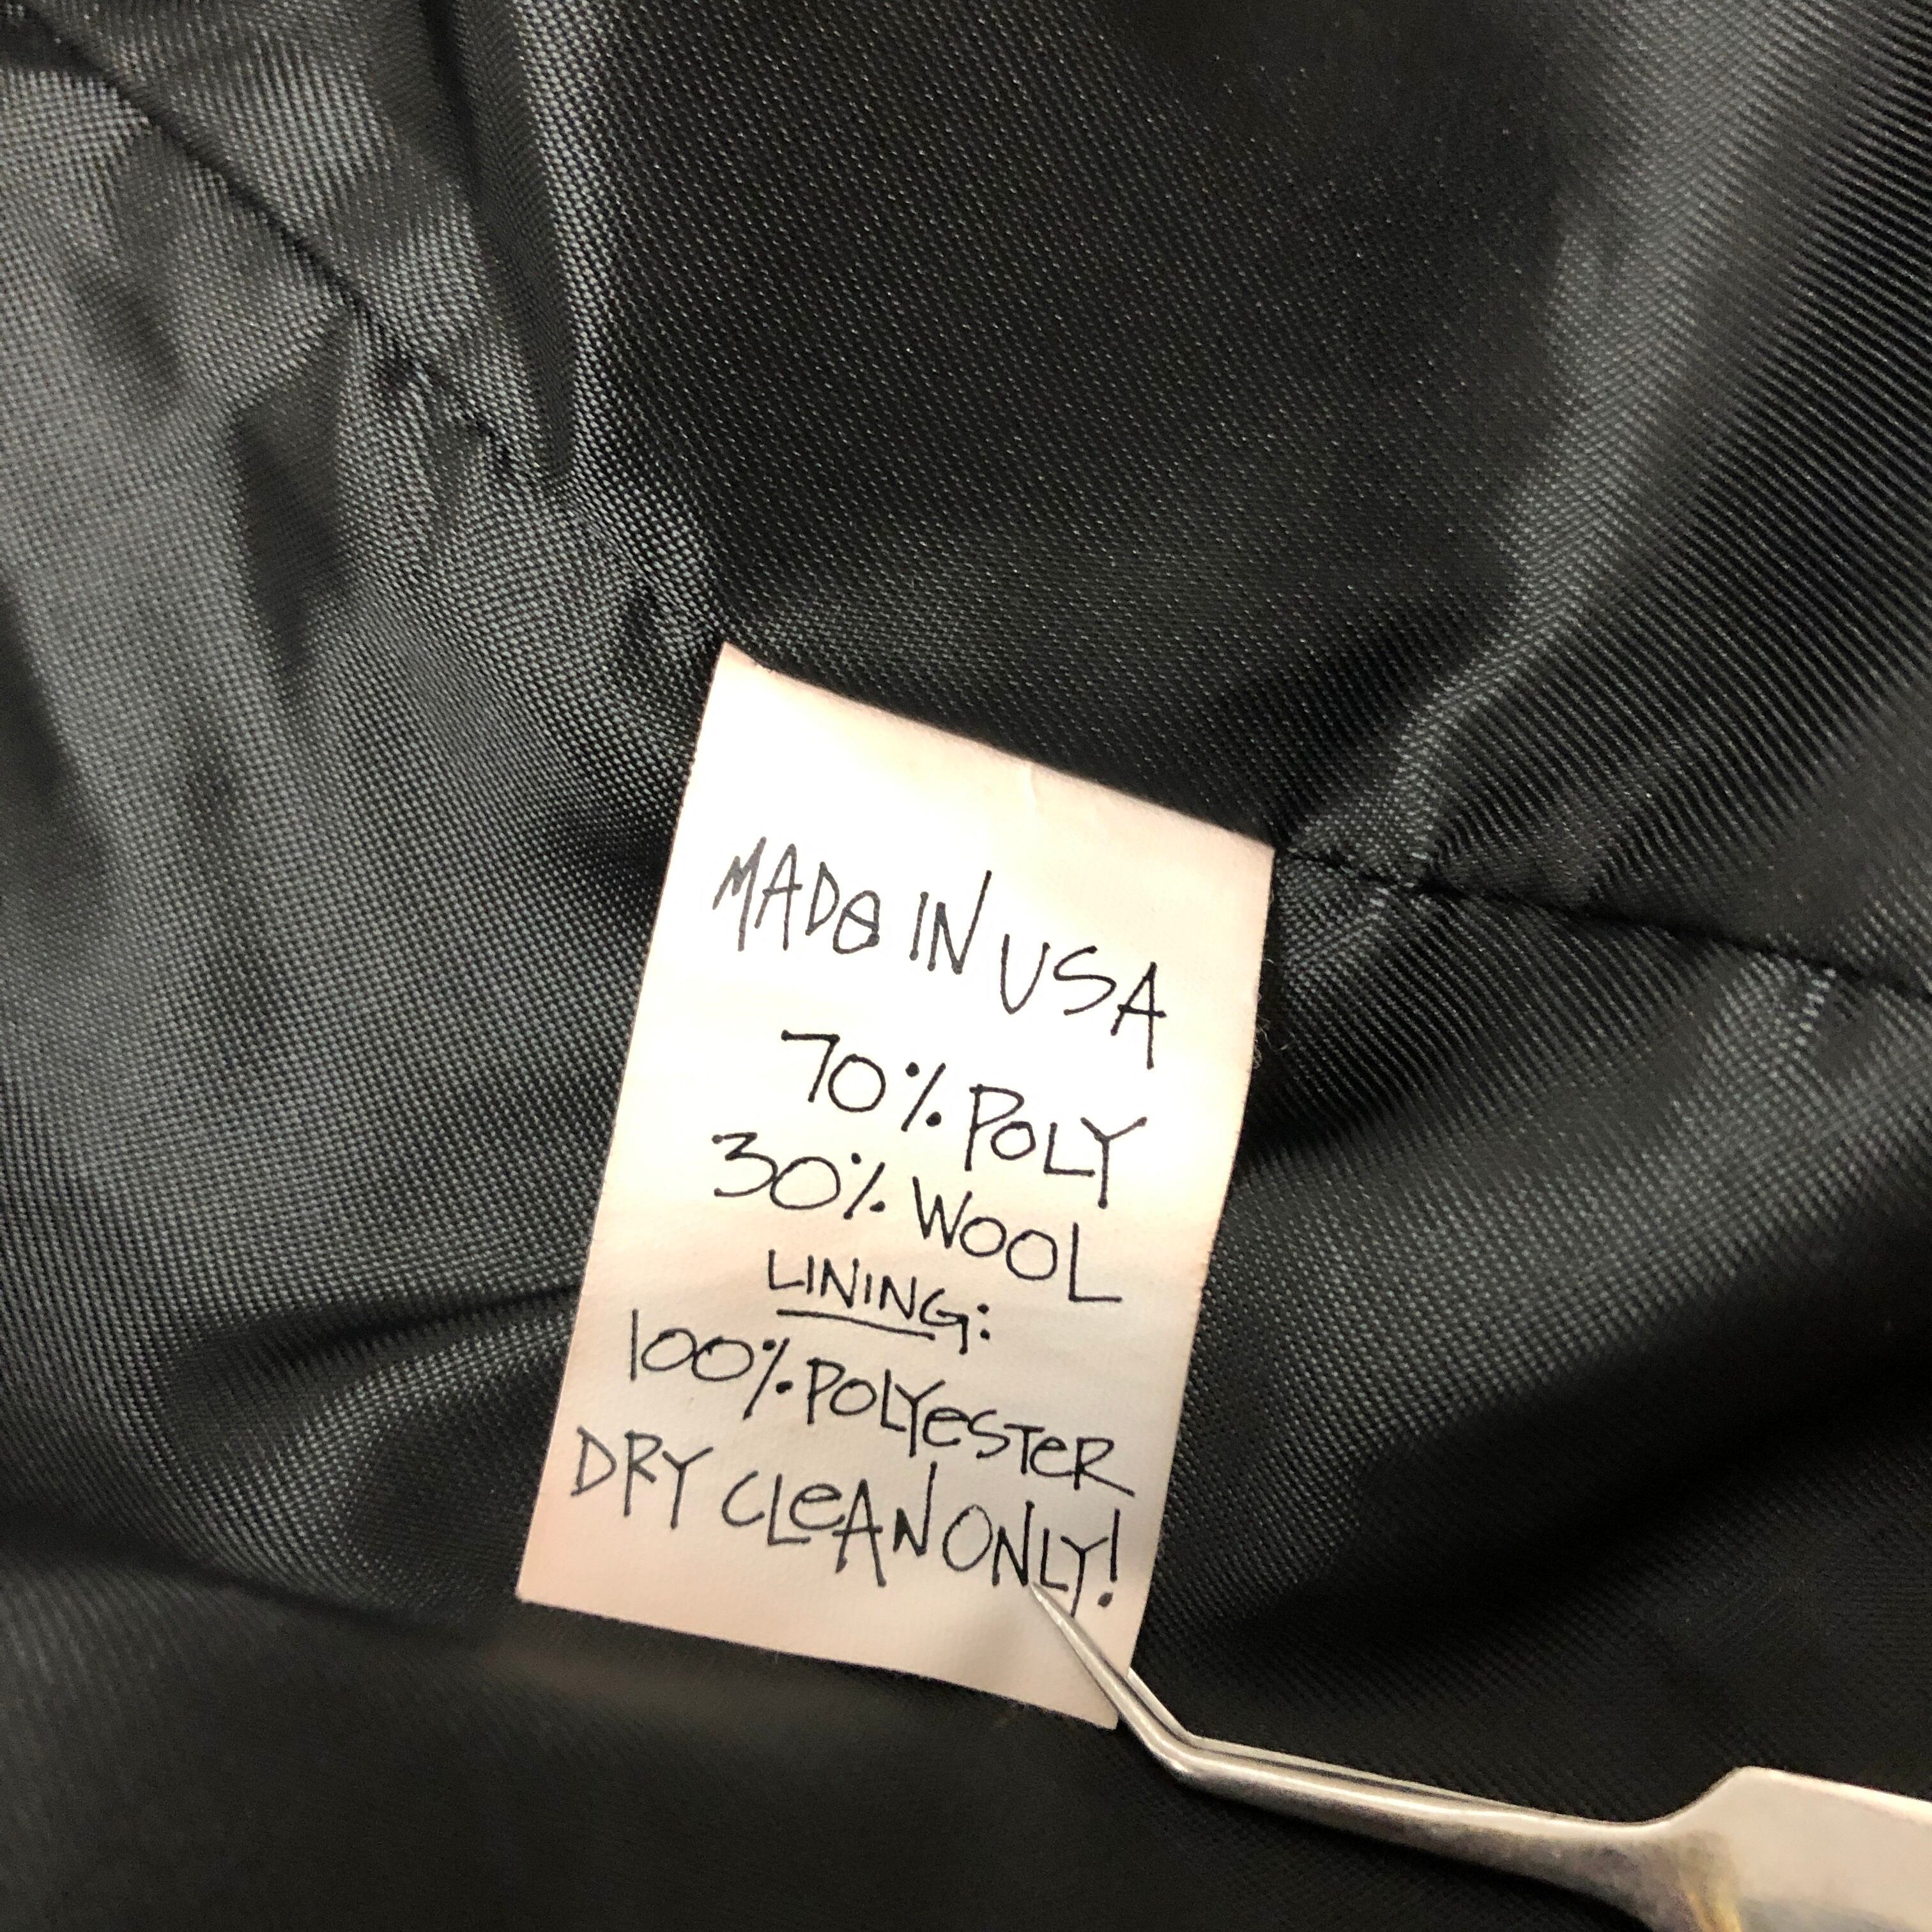 MADe IN USA
70% POLY
30% WOOL
LINING:
100% POLYeSTeR
DRY CLeAN ONLY!